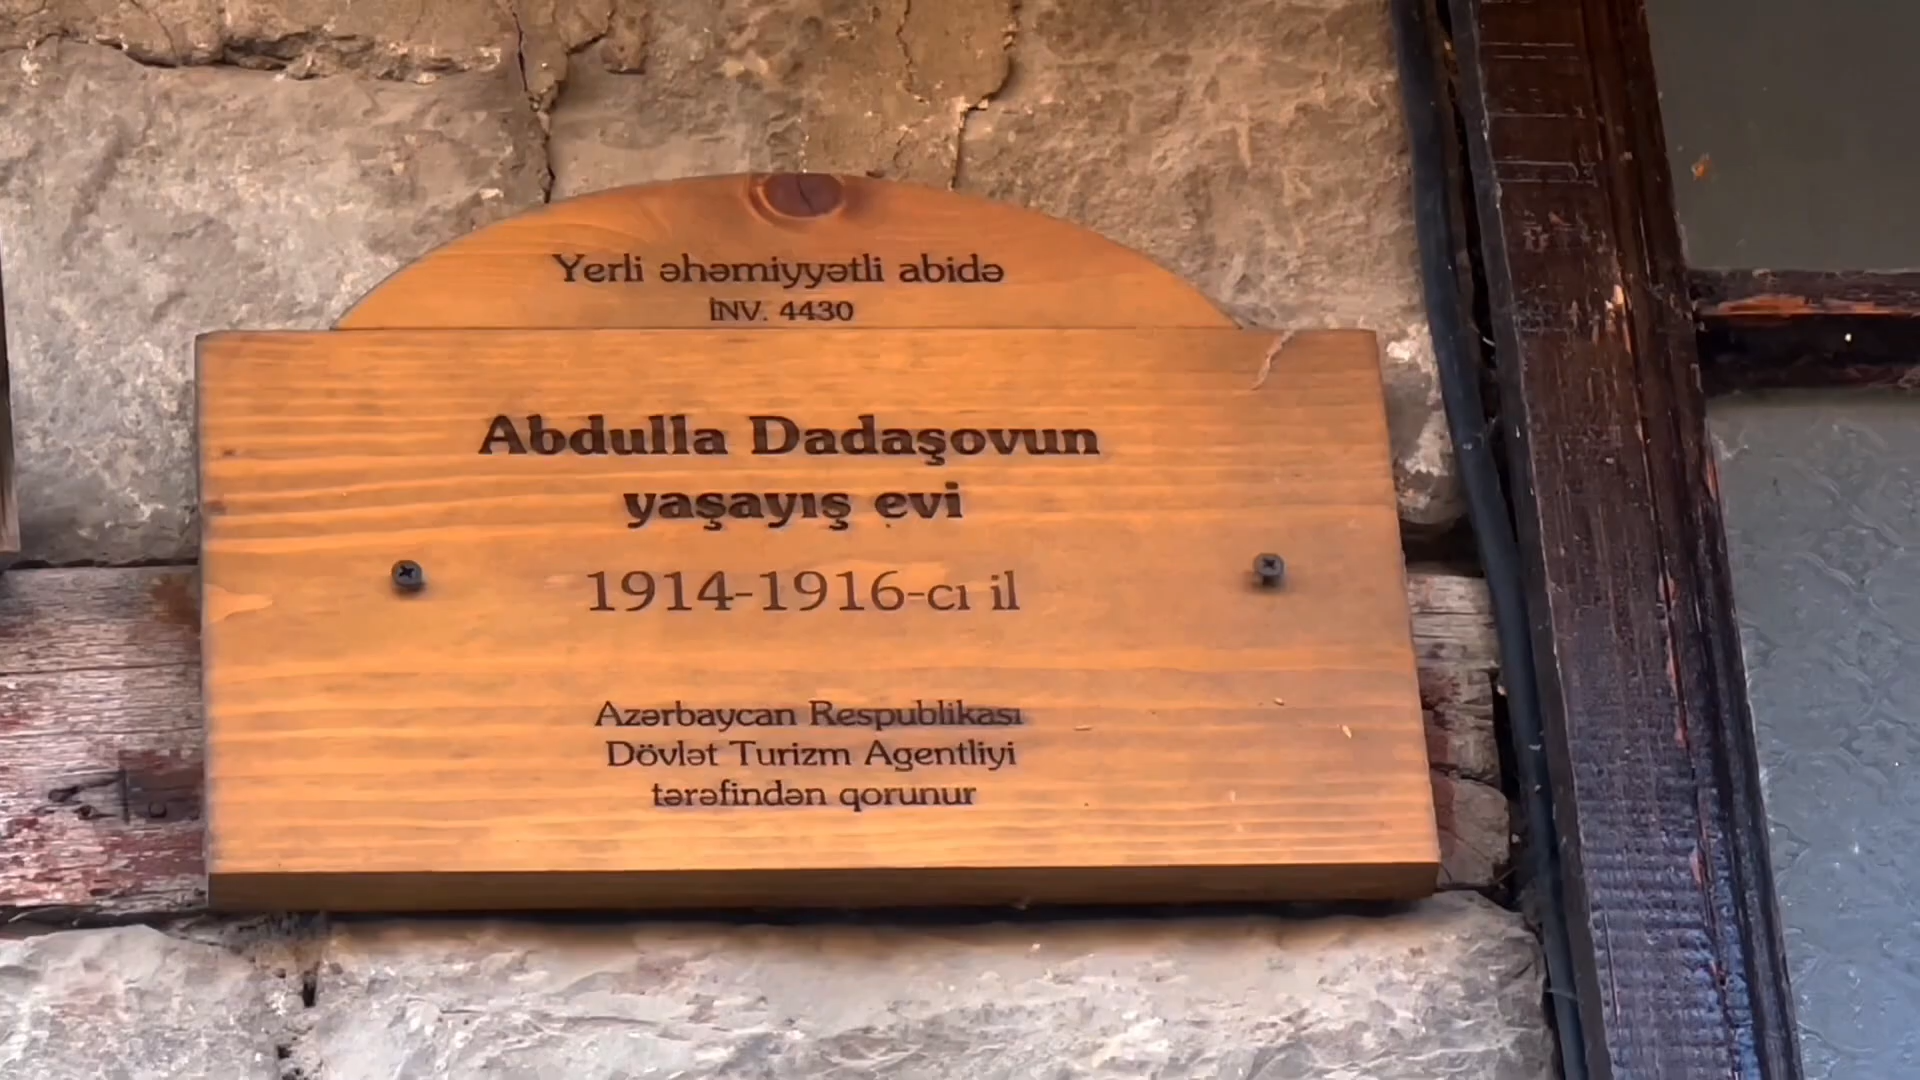 Yerli əhəmiyyətli abidə
İNV. 4430
Abdulla Dadaşovun
yaşayış evi
1914-1916-cı il
Azərbaycan Respublikası
Dövlət Turizm Agentliyi
tərəfindən qorunur